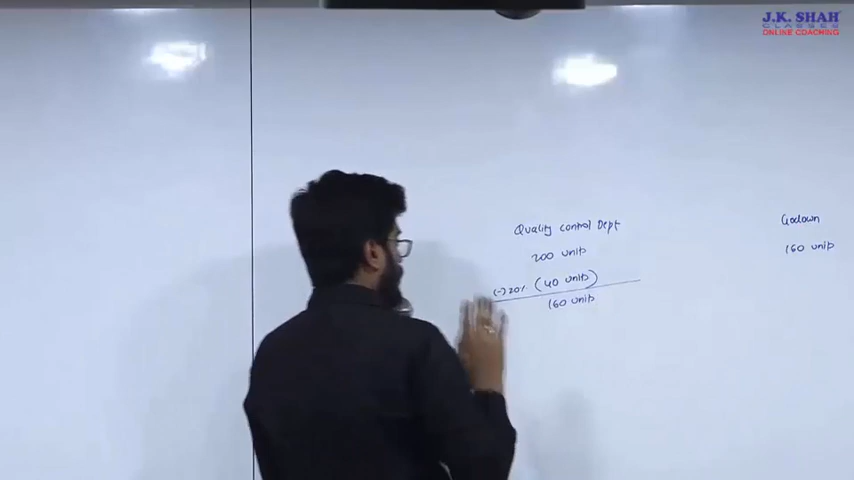 J.K. SHAH
CLASSES
ONLINE COACHING
Quality control Dept
200 units
(-) 20% (40 units)
160 units
Godown
160 units